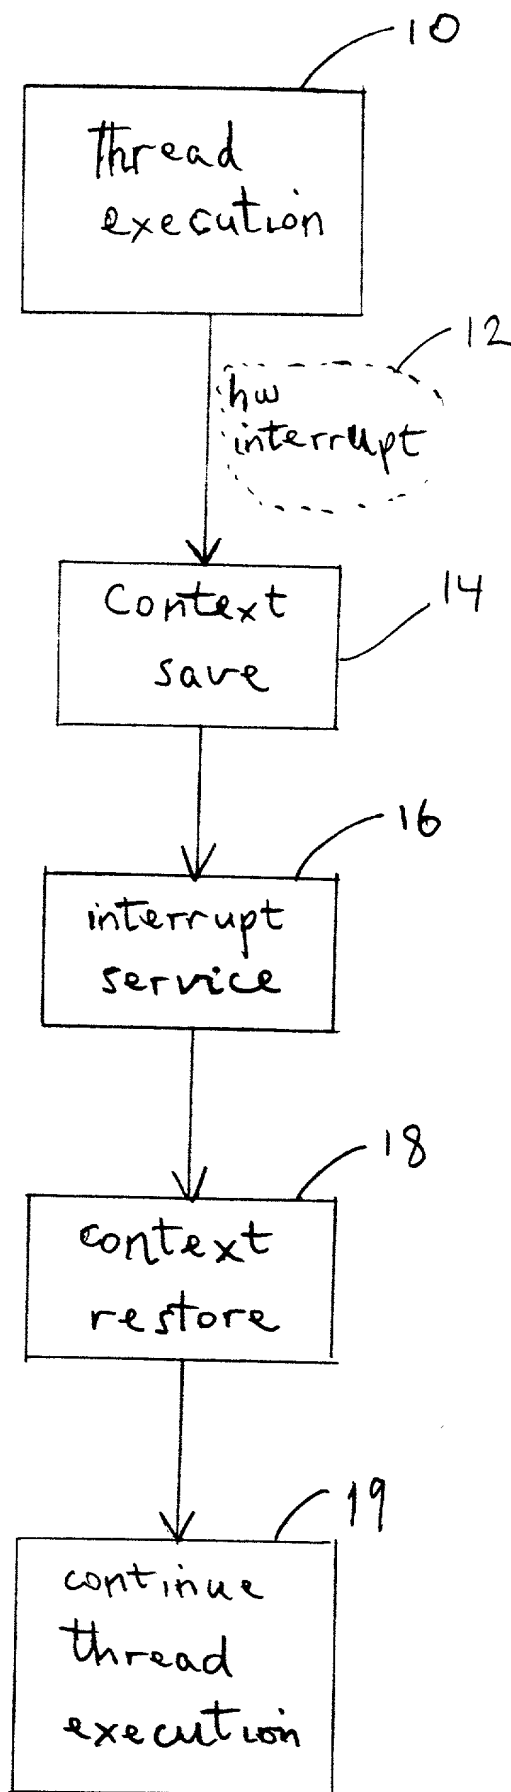 10
Thread
execution
12
hw
interrupt
Context
save
14
16
interrupt
service
18
context
restore
19
continue
thread
execution